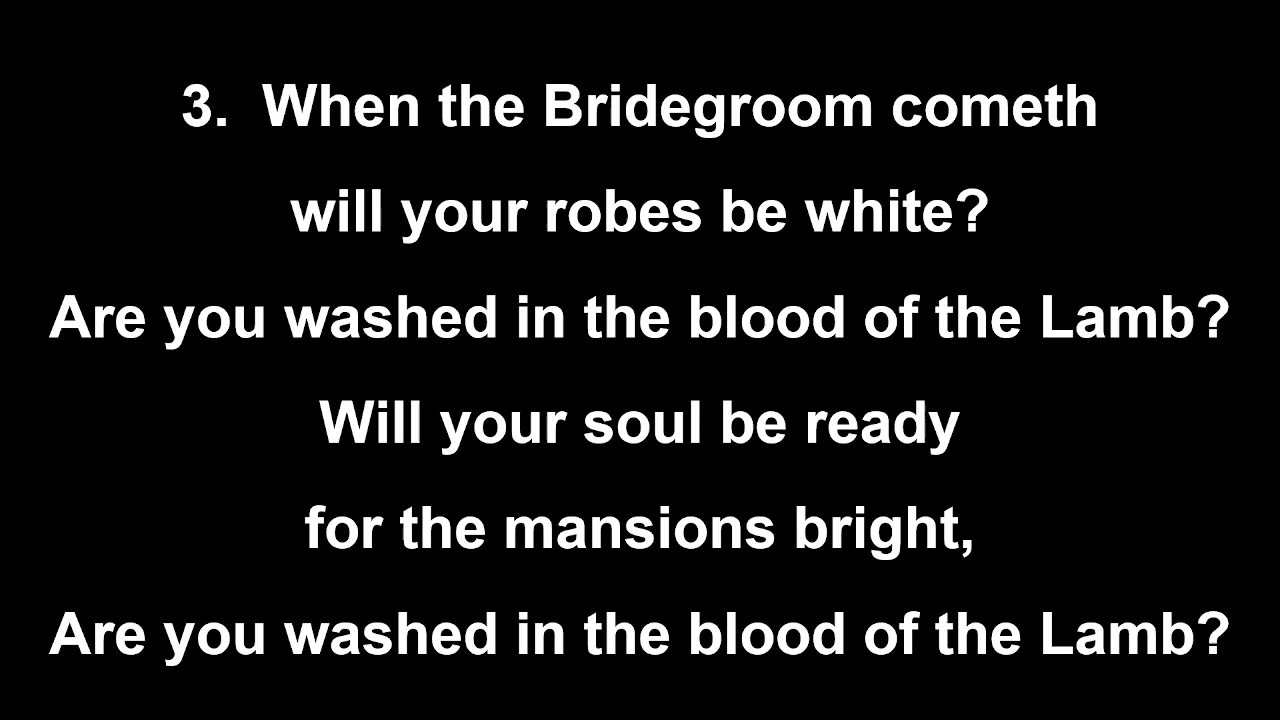 3.  When the Bridegroom cometh
will your robes be white?
Are you washed in the blood of the Lamb?
Will your soul be ready
for the mansions bright,
Are you washed in the blood of the Lamb?